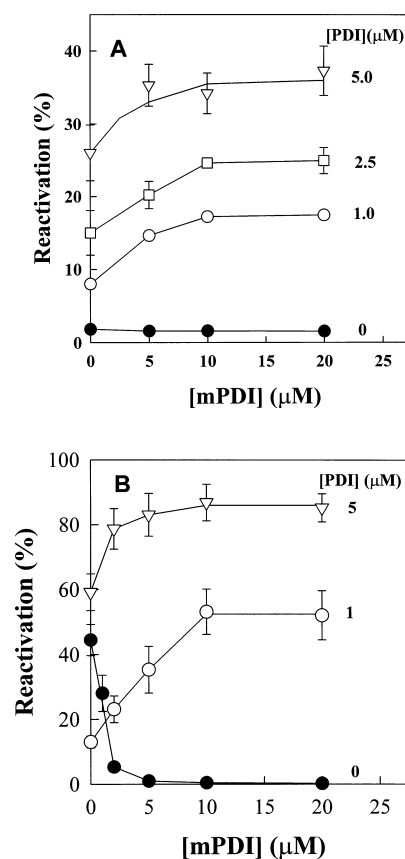 A
[PDI](μM)
40
5.0
30
Reactivation (%)
2.5
20
1.0
10
0
0
0 5 10 15 20 25
[mPDI] (μM)
100
B
[PDI] (μM)
5
80
60
Reactivation (%)
1
40
20
0
0
0 5 10 15 20 25
[mPDI] (μM)